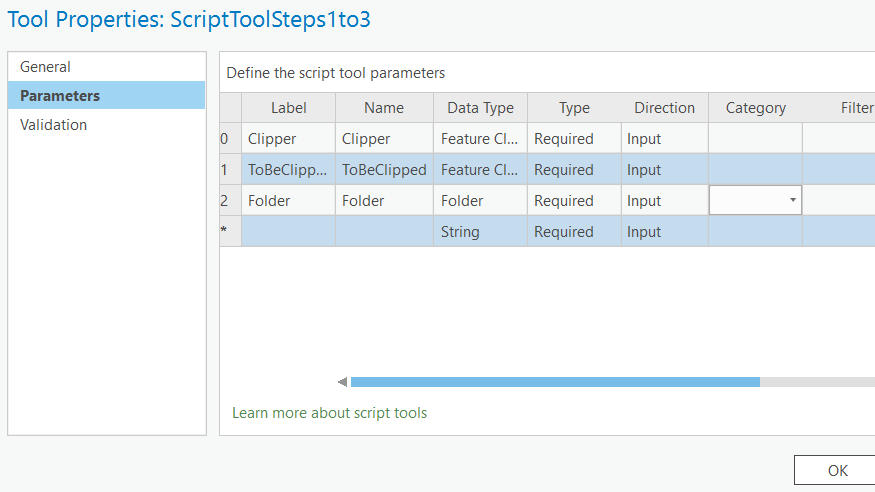 Tool Properties: ScriptToolSteps1to3
General
Parameters
Validation
Define the script tool parameters
Label Name Data Type Type Direction Category Filter
0 Clipper Clipper Feature Cl... Required Input
1 ToBeClipp... ToBeClipped Feature Cl... Required Input
2 Folder Folder Folder Required Input
* String Required Input
Learn more about script tools
OK